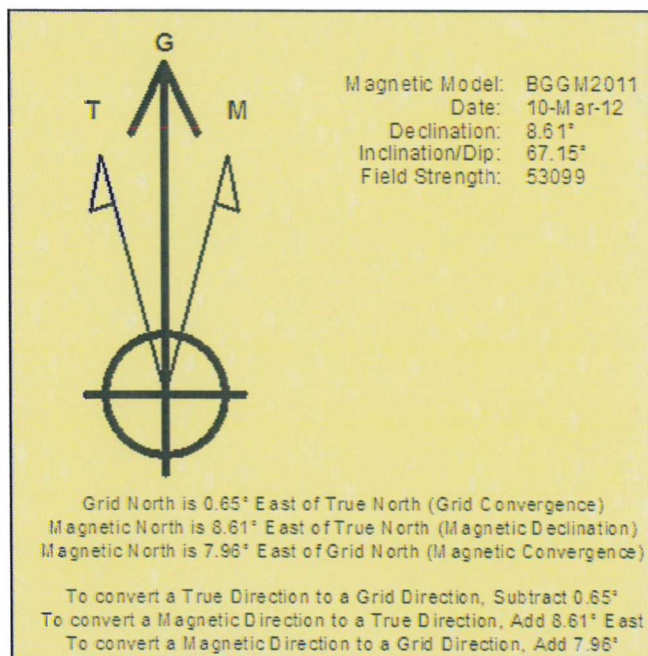 G
T M
Magnetic Model: BGGM2011
Date: 10-Mar-12
Declination: 8.61°
Inclination/Dip: 67.15°
Field Strength: 53099
Grid North is 0.65° East of True North (Grid Convergence)
Magnetic North is 8.61° East of True North (Magnetic Declination)
Magnetic North is 7.96° East of Grid North (Magnetic Convergence)
To convert a True Direction to a Grid Direction, Subtract 0.65°
To convert a Magnetic Direction to a True Direction, Add 8.61° East
To convert a Magnetic Direction to a Grid Direction, Add 7.96°